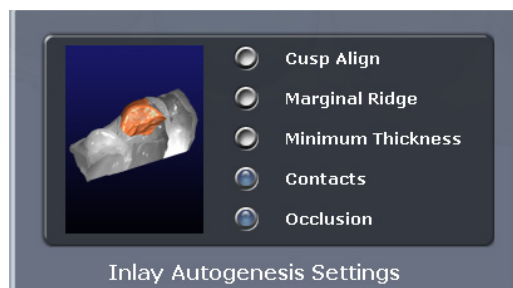 Cusp Align
Marginal Ridge
Minimum Thickness
Contacts
Occlusion
Inlay Autogenesis Settings